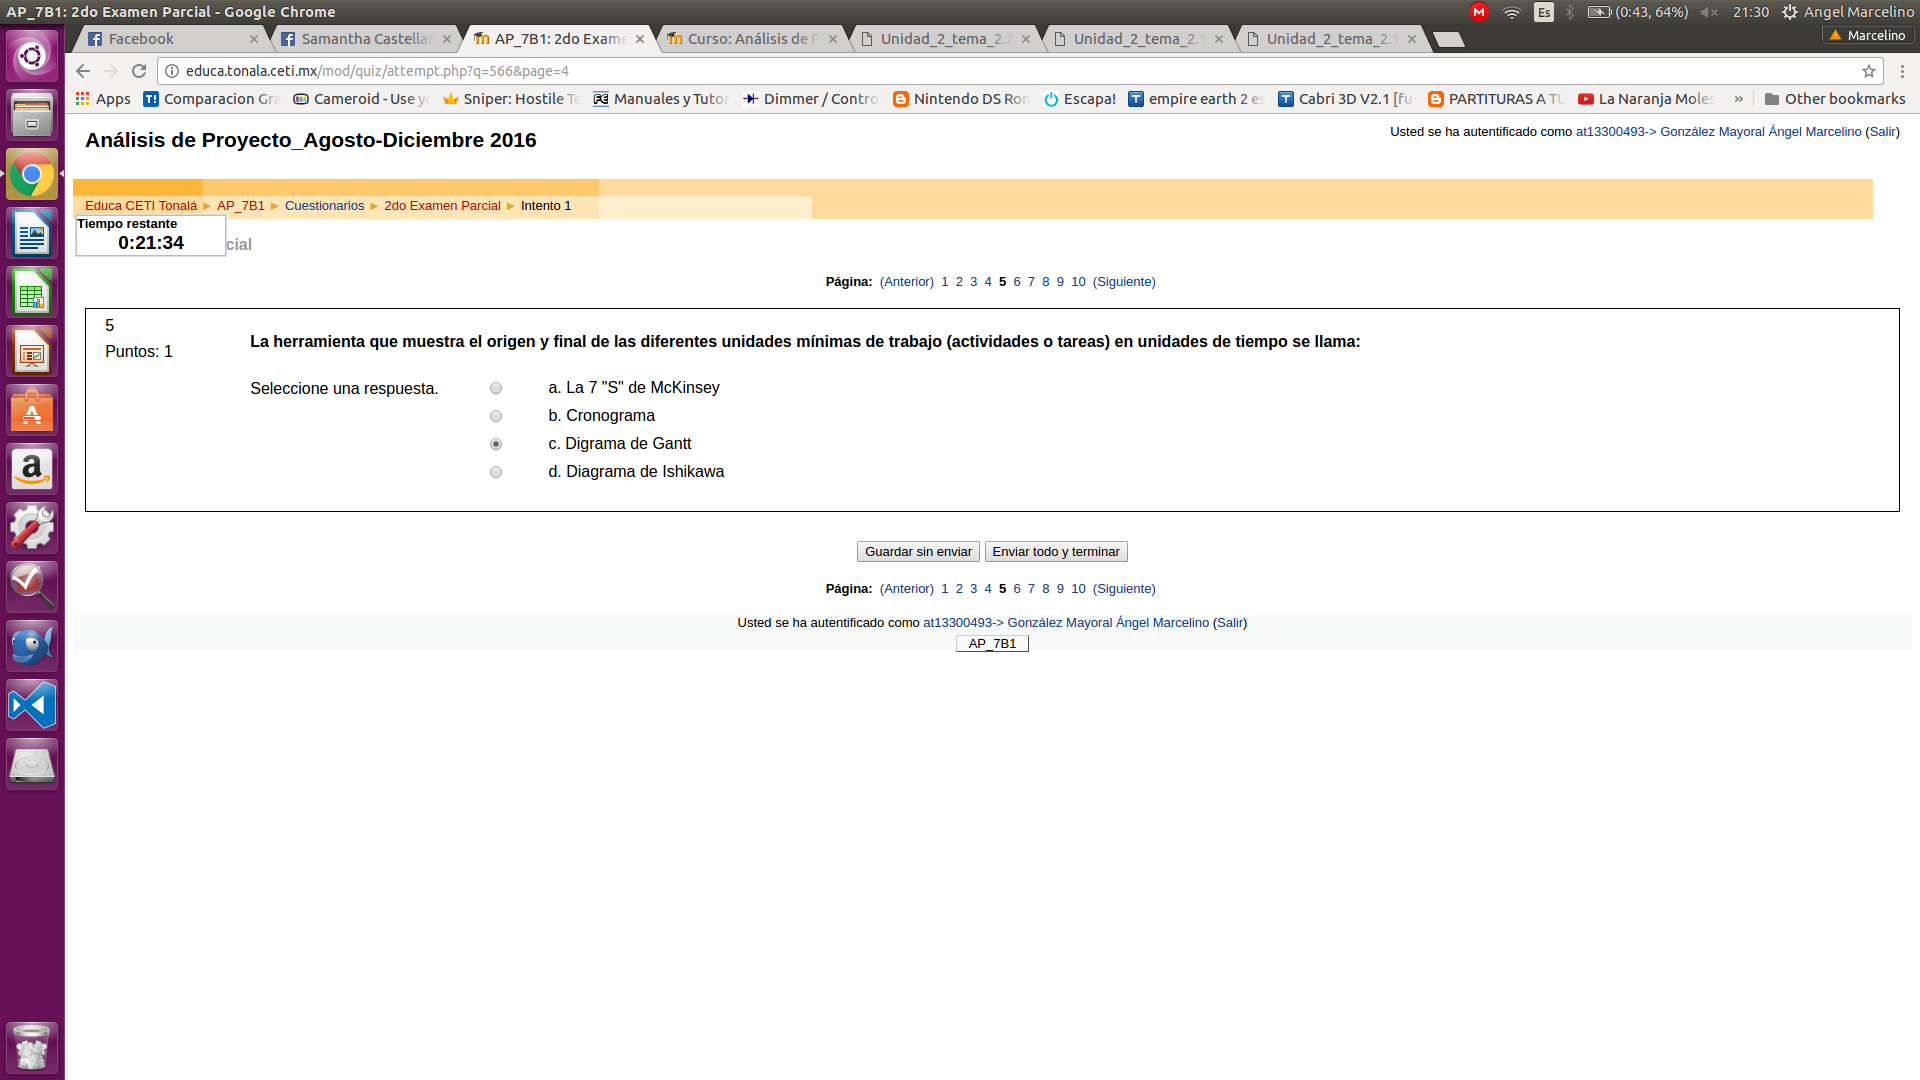 AP_7B1: 2do Examen Parcial - Google Chrome
Es (0:43, 64%) 21:30 Angel Marcelino
Facebook Samantha Castellar AP_7B1: 2do Exame Curso: Análisis de P Unidad_2_tema_2.2 Unidad_2_tema_2.1 Unidad_2_tema_2.1 Marcelino
educa.tonala.ceti.mx/mod/quiz/attempt.php?q=566&page=4
Apps Comparacion Gra Cameroid - Use yo Sniper: Hostile Te Manuales y Tutor Dimmer / Contro Nintendo DS Rom Escapa! empire earth 2 es Cabri 3D V2.1 [fu PARTITURAS A TU La Naranja Moles » Other bookmarks
Análisis de Proyecto_Agosto-Diciembre 2016
Usted se ha autentificado como at13300493-> González Mayoral Ángel Marcelino (Salir)
Educa CETI Tonalá ► AP_7B1 ► Cuestionarios ► 2do Examen Parcial ► Intento 1
Tiempo restante
0:21:34
cial
Página: (Anterior) 1 2 3 4 5 6 7 8 9 10 (Siguiente)
5
Puntos: 1
La herramienta que muestra el origen y final de las diferentes unidades mínimas de trabajo (actividades o tareas) en unidades de tiempo se llama:
Seleccione una respuesta.
a. La 7 "S" de McKinsey
b. Cronograma
c. Digrama de Gantt
d. Diagrama de Ishikawa
Guardar sin enviar Enviar todo y terminar
Página: (Anterior) 1 2 3 4 5 6 7 8 9 10 (Siguiente)
Usted se ha autentificado como at13300493-> González Mayoral Ángel Marcelino (Salir)
AP_7B1